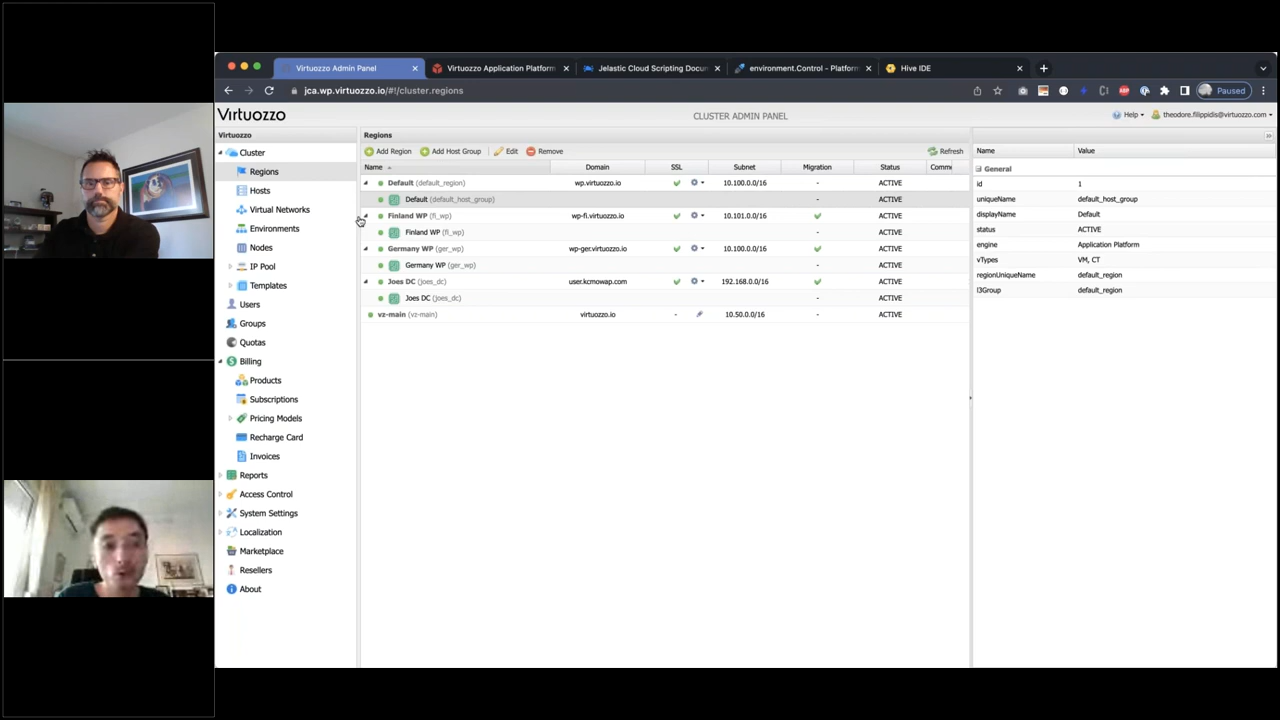 Virtuozzo Admin Panel
Virtuozzo Application Platform
Jelastic Cloud Scripting Docu
environment.Control - Platform
Hive IDE
jca.wp.virtuozzo.io/#!/cluster.regions
Paused
Virtuozzo
CLUSTER ADMIN PANEL
Help
theodore.filippidis@virtuozzo.com
Virtuozzo
Cluster
Regions
Hosts
Virtual Networks
Environments
Nodes
IP Pool
Templates
Users
Groups
Quotas
Billing
Products
Subscriptions
Pricing Models
Recharge Card
Invoices
Reports
Access Control
System Settings
Localization
Marketplace
Resellers
About
Regions
Add Region Add Host Group Edit Remove Refresh
Name Domain SSL Subnet Migration Status Comme
Default (default_region) wp.virtuozzo.io 10.100.0.0/16 - ACTIVE
Default (default_host_group) - ACTIVE
Finland WP (fi_wp) wp-fi.virtuozzo.io 10.101.0.0/16 ACTIVE
Finland WP (fi_wp) - ACTIVE
Germany WP (ger_wp) wp-ger.virtuozzo.io 10.100.0.0/16 ACTIVE
Germany WP (ger_wp) - ACTIVE
Joes DC (joes_dc) user.kcmowap.com 192.168.0.0/16 ACTIVE
Joes DC (joes_dc) - ACTIVE
vz-main (vz-main) virtuozzo.io - 10.50.0.0/16 - ACTIVE
Name Value
General
id 1
uniqueName default_host_group
displayName Default
status ACTIVE
engine Application Platform
vTypes VM, CT
regionUniqueName default_region
l3Group default_region